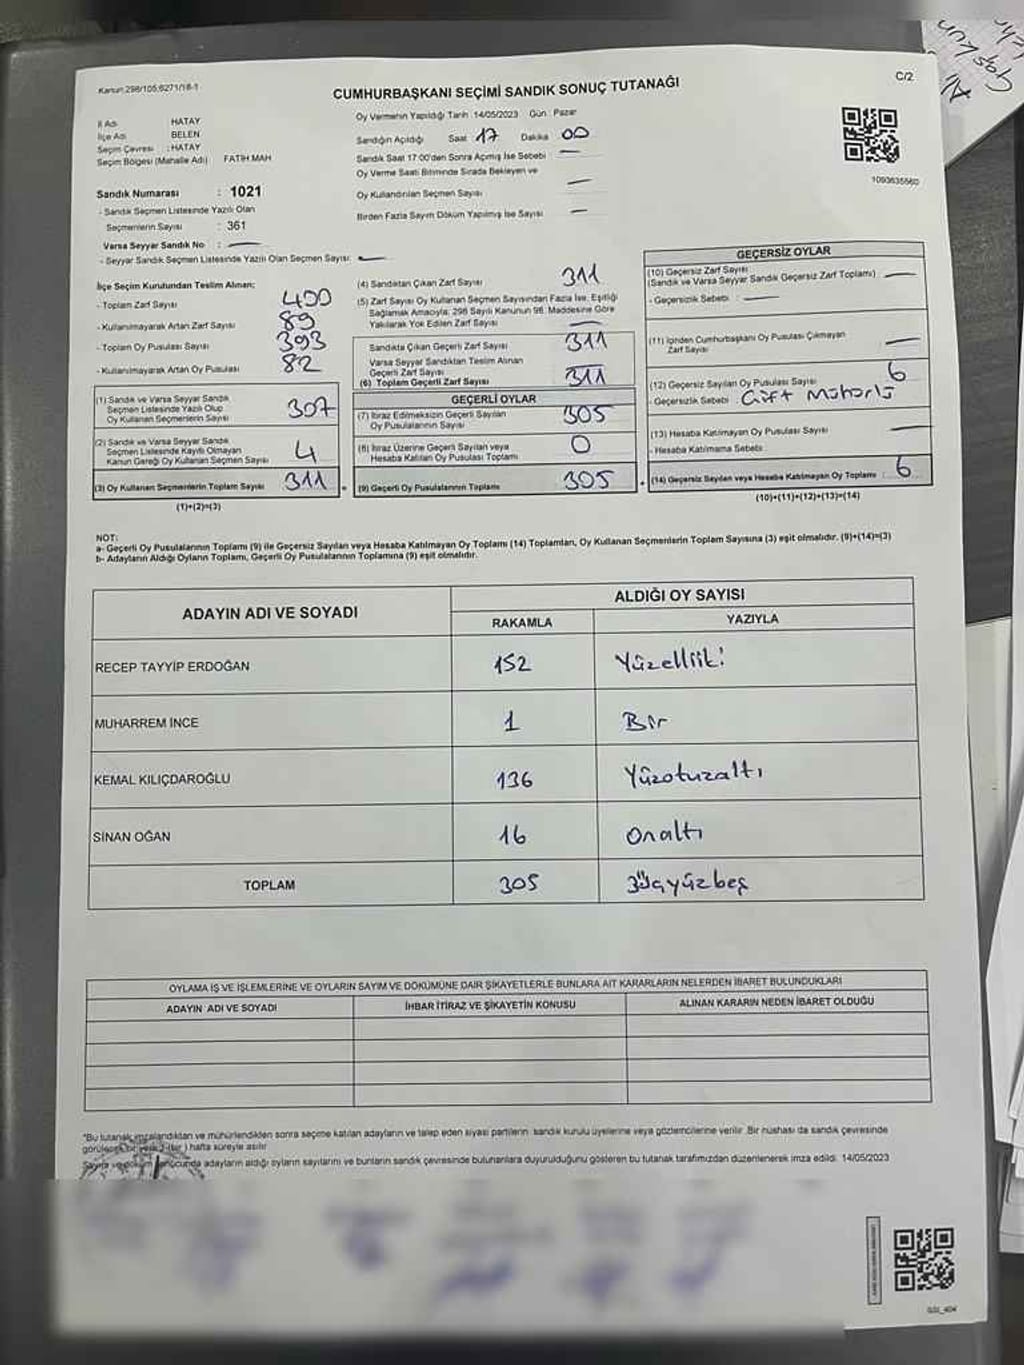 Kanun:298/105,6271/18-1
C/2
CUMHURBAŞKANI SEÇİMİ SANDIK SONUÇ TUTANAĞI
İl Adı HATAY
İlçe Adı BELEN
Seçim Çevresi :HATAY
Seçim Bölgesi (Mahalle Adı) FATİH MAH
Sandık Numarası : 1021
- Sandık Seçmen Listesinde Yazılı Olan
Seçmenlerin Sayısı : 361
Varsa Seyyar Sandık No :
- Seyyar Sandık Seçmen Listesinde Yazılı Olan Seçmen Sayısı:
Oy Vermenin Yapıldığı Tarih 14/05/2023 Gün Pazar
Sandığın Açıldığı Saat 17 Dakika 00
Sandık Saat 17:00'den Sonra Açmış İse Sebebi
Oy Verme Saati Bitiminde Sırada Bekleyen ve
Oy Kullandırılan Seçmen Sayısı
Birden Fazla Sayım Döküm Yapılmış İse Sayısı
1093635560
İlçe Seçim Kurulundan Teslim Alınan;
- Toplam Zarf Sayısı 400
- Kullanılmayarak Artan Zarf Sayısı 89
- Toplam Oy Pusulası Sayısı 393
- Kullanılmayarak Artan Oy Pusulası 82
(1) Sandık ve Varsa Seyyar Sandık
Seçmen Listesinde Yazılı Olup
Oy Kullanan Seçmenlerin Sayısı 307
(2) Sandık ve Varsa Seyyar Sandık
Seçmen Listesinde Kayıtlı Olmayan
Kanun Gereği Oy Kullanan Seçmen Sayısı 4
(3) Oy Kullanan Seçmenlerin Toplam Sayısı 311
(1)+(2)=(3)
(4) Sandıktan Çıkan Zarf Sayısı 311
(5) Zarf Sayısı Oy Kullanan Seçmen Sayısından Fazla İse, Eşitliği
Sağlamak Amacıyla; 298 Sayılı Kanunun 98. Maddesine Göre
Yakılarak Yok Edilen Zarf Sayısı
Sandıkta Çıkan Geçerli Zarf Sayısı 311
Varsa Seyyar Sandıktan Teslim Alınan
Geçerli Zarf Sayısı
(6) Toplam Geçerli Zarf Sayısı 311
GEÇERLİ OYLAR
(7) İtiraz Edilmeksizin Geçerli Sayılan
Oy Pusulalarının Sayısı 305
(8) İtiraz Üzerine Geçerli Sayılan veya
Hesaba Katılan Oy Pusulası Toplamı 0
(9) Geçerli Oy Pusulalarının Toplamı 305
GEÇERSİZ OYLAR
(10) Geçersiz Zarf Sayısı
(Sandık ve Varsa Seyyar Sandık Geçersiz Zarf Toplamı)
- Geçersizlik Sebebi :
(11) İçinden Cumhurbaşkanı Oy Pusulası Çıkmayan
Zarf Sayısı
(12) Geçersiz Sayılan Oy Pusulası Sayısı 6
- Geçersizlik Sebebi : Çift Mühürlü
(13) Hesaba Katılmayan Oy Pusulası Sayısı
- Hesaba Katılmama Sebebi
(14) Geçersiz Sayılan veya Hesaba Katılmayan Oy Toplamı 6
(10)+(11)+(12)+(13)=(14)
NOT:
a- Geçerli Oy Pusulalarının Toplamı (9) ile Geçersiz Sayılan veya Hesaba Katılmayan Oy Toplamı (14) Toplamları, Oy Kullanan Seçmenlerin Toplam Sayısına (3) eşit olmalıdır. (9)+(14)=(3)
b- Adayların Aldığı Oyların Toplamı, Geçerli Oy Pusulalarının Toplamına (9) eşit olmalıdır.
ADAYIN ADI VE SOYADI ALDIĞI OY SAYISI
RAKAMLA YAZIYLA
RECEP TAYYİP ERDOĞAN 152 Yüzelliiki
MUHARREM İNCE 1 Bir
KEMAL KILIÇDAROĞLU 136 Yüzotuzaltı
SİNAN OĞAN 16 Onaltı
TOPLAM 305 Üçyüzbeş
OYLAMA İŞ VE İŞLEMLERİNE VE OYLARIN SAYIM VE DÖKÜMÜNE DAİR ŞİKAYETLERLE BUNLARA AİT KARARLARIN NELERDEN İBARET BULUNDUKLARI
ADAYIN ADI VE SOYADI İHBAR İTİRAZ VE ŞİKAYETİN KONUSU ALINAN KARARIN NEDEN İBARET OLDUĞU
*Bu tutanak imzalandıktan ve mühürlendikten sonra seçime katılan adayların ve talep eden siyasi partilerin sandık kurulu üyelerine veya gözlemcilerine verilir. Bir nüshası da sandık çevresinde
hafta süreyle asılır
Sayım ve döküm sonucunda adayların aldığı oyların sayılarını ve bunların sandık çevresinde bulunanlara duyurulduğunu gösteren bu tutanak tarafımızdan düzenlenerek imza edildi. 14/05/2023